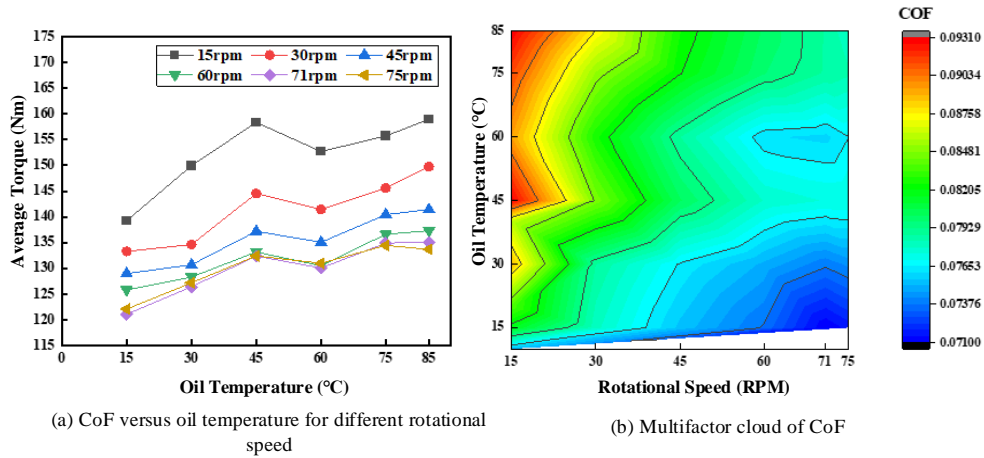 175
170
165
160
155
150
145
140
135
130
125
120
115
Average Torque (Nm)
15rpm 30rpm 45rpm
60rpm 71rpm 75rpm
0 15 30 45 60 75 85
Oil Temperature (°C)
(a) CoF versus oil temperature for different rotational
speed
85
75
60
45
30
15
Oil Temperature (°C)
15 30 45 60 71 75
Rotational Speed (RPM)
(b) Multifactor cloud of CoF
COF
0.09310
0.09034
0.08758
0.08481
0.08205
0.07929
0.07653
0.07376
0.07100